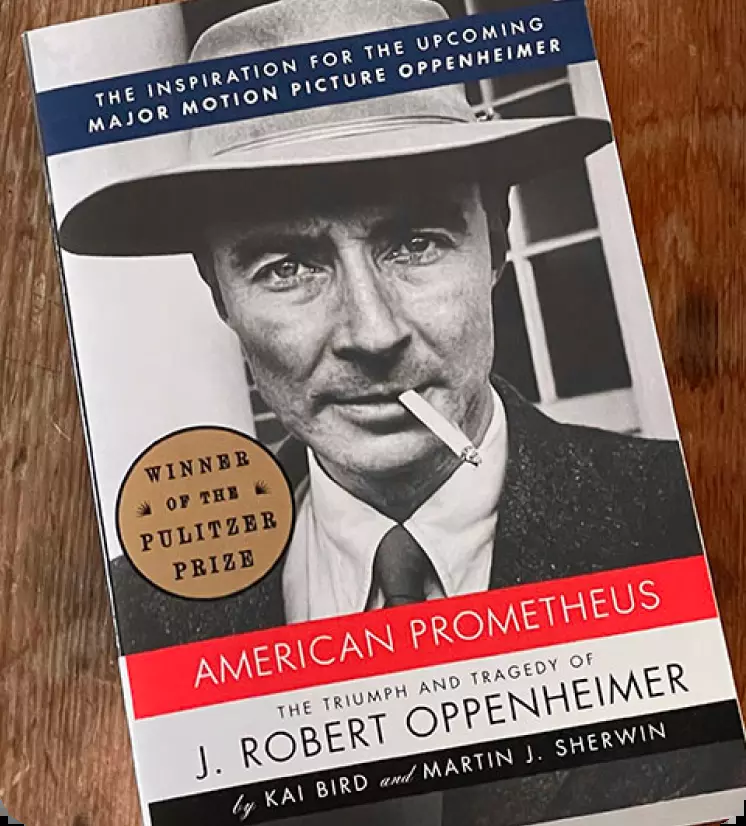 THE INSPIRATION FOR THE UPCOMING
MAJOR MOTION PICTURE OPPENHEIMER
WINNER
OF THE
PULITZER
PRIZE
AMERICAN PROMETHEUS
THE TRIUMPH AND TRAGEDY OF
J. ROBERT OPPENHEIMER
by KAI BIRD and MARTIN J. SHERWIN